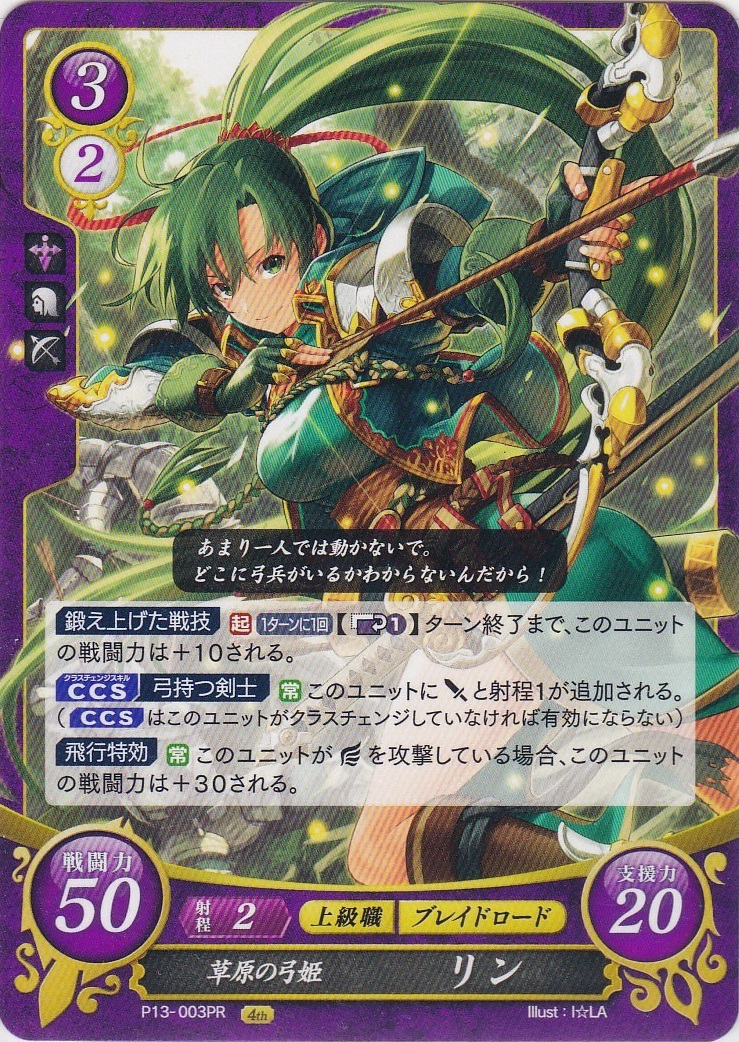 3
2
あまり一人では動かないで。
どこに弓兵がいるかわからないんだから！
鍛え上げた戦技 起 1ターンに1回 【1】ターン終了まで、このユニット
の戦闘力は＋10される。
クラスチェンジスキル
CCS 弓持つ剣士 常 このユニットに と射程1が追加される。
（CCSはこのユニットがクラスチェンジしていなければ有効にならない）
飛行特効 常 このユニットが を攻撃している場合、このユニット
の戦闘力は＋30される。
戦闘力
50
射程 2 上級職 ブレイドロード
支援力
20
草原の弓姫 リン
P13-003PR 4th Illust：I☆LA